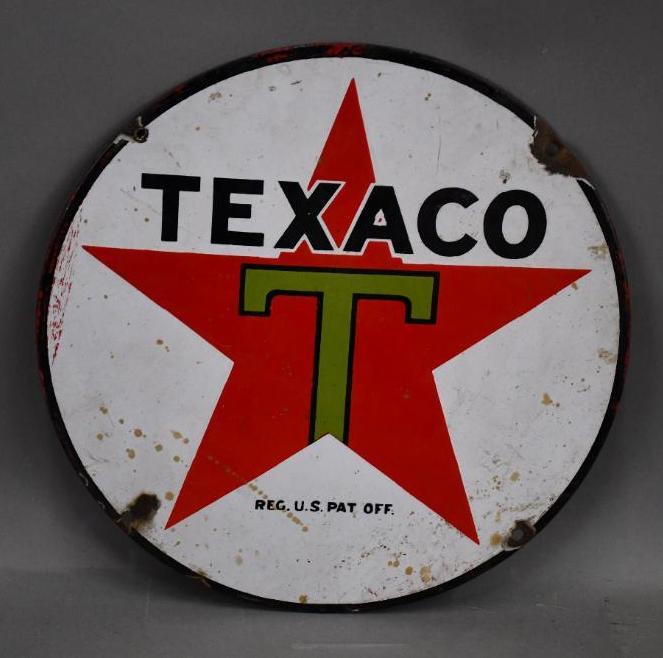 TEXACO
T
REG. U.S. PAT OFF.